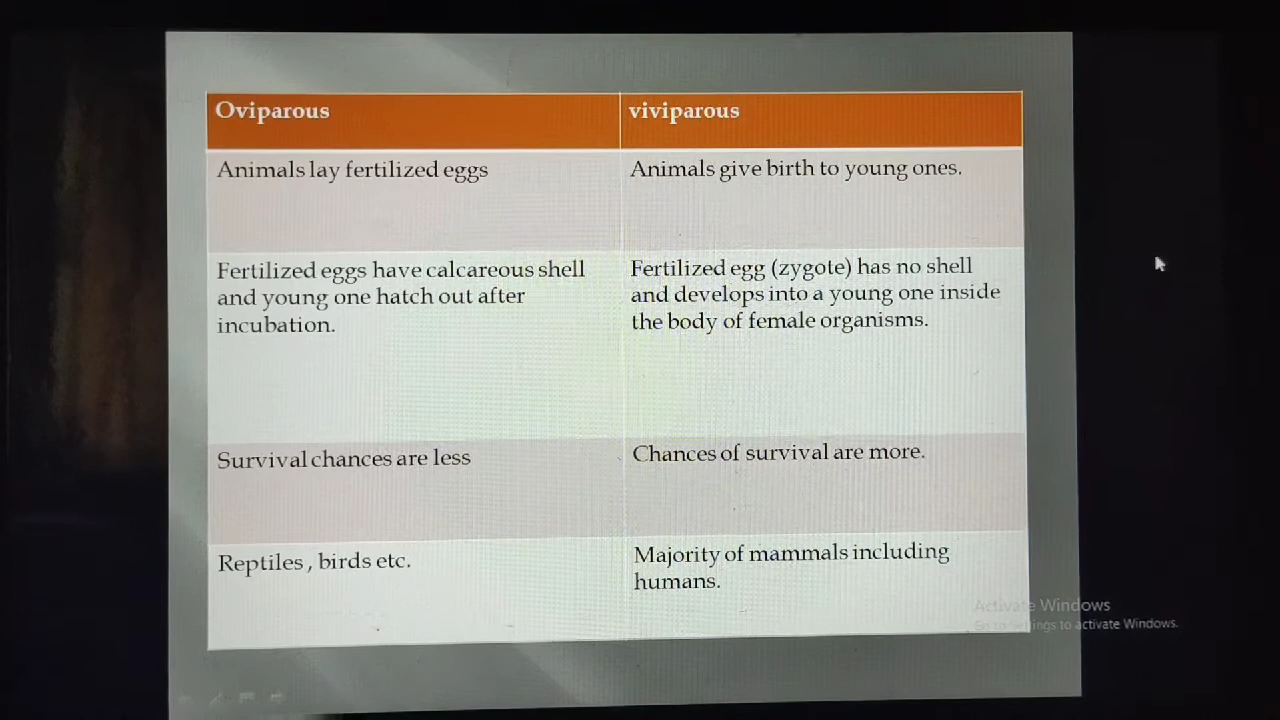 Oviparous
viviparous
Animals lay fertilized eggs
Animals give birth to young ones.
Fertilized eggs have calcareous shell
and young one hatch out after
incubation.
Fertilized egg (zygote) has no shell
and develops into a young one inside
the body of female organisms.
Survival chances are less
Chances of survival are more.
Reptiles , birds etc.
Majority of mammals including
humans.
Activate Windows
Go to Settings to activate Windows.